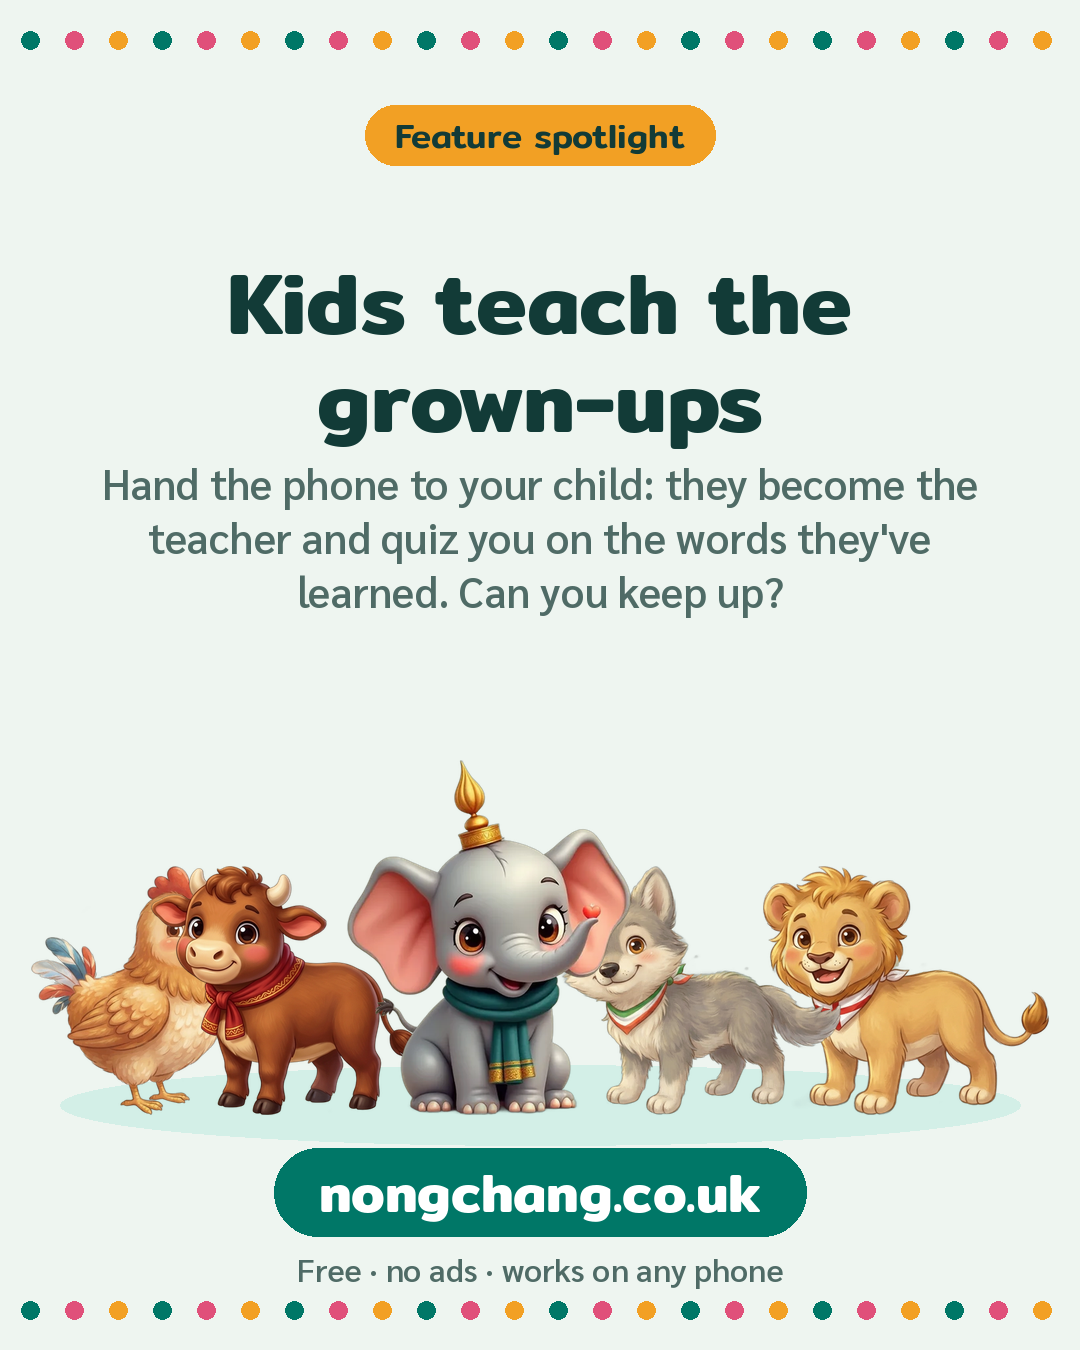 Feature spotlight
Kids teach the
grown-ups
Hand the phone to your child: they become the
teacher and quiz you on the words they've
learned. Can you keep up?
nongchang.co.uk
Free · no ads · works on any phone